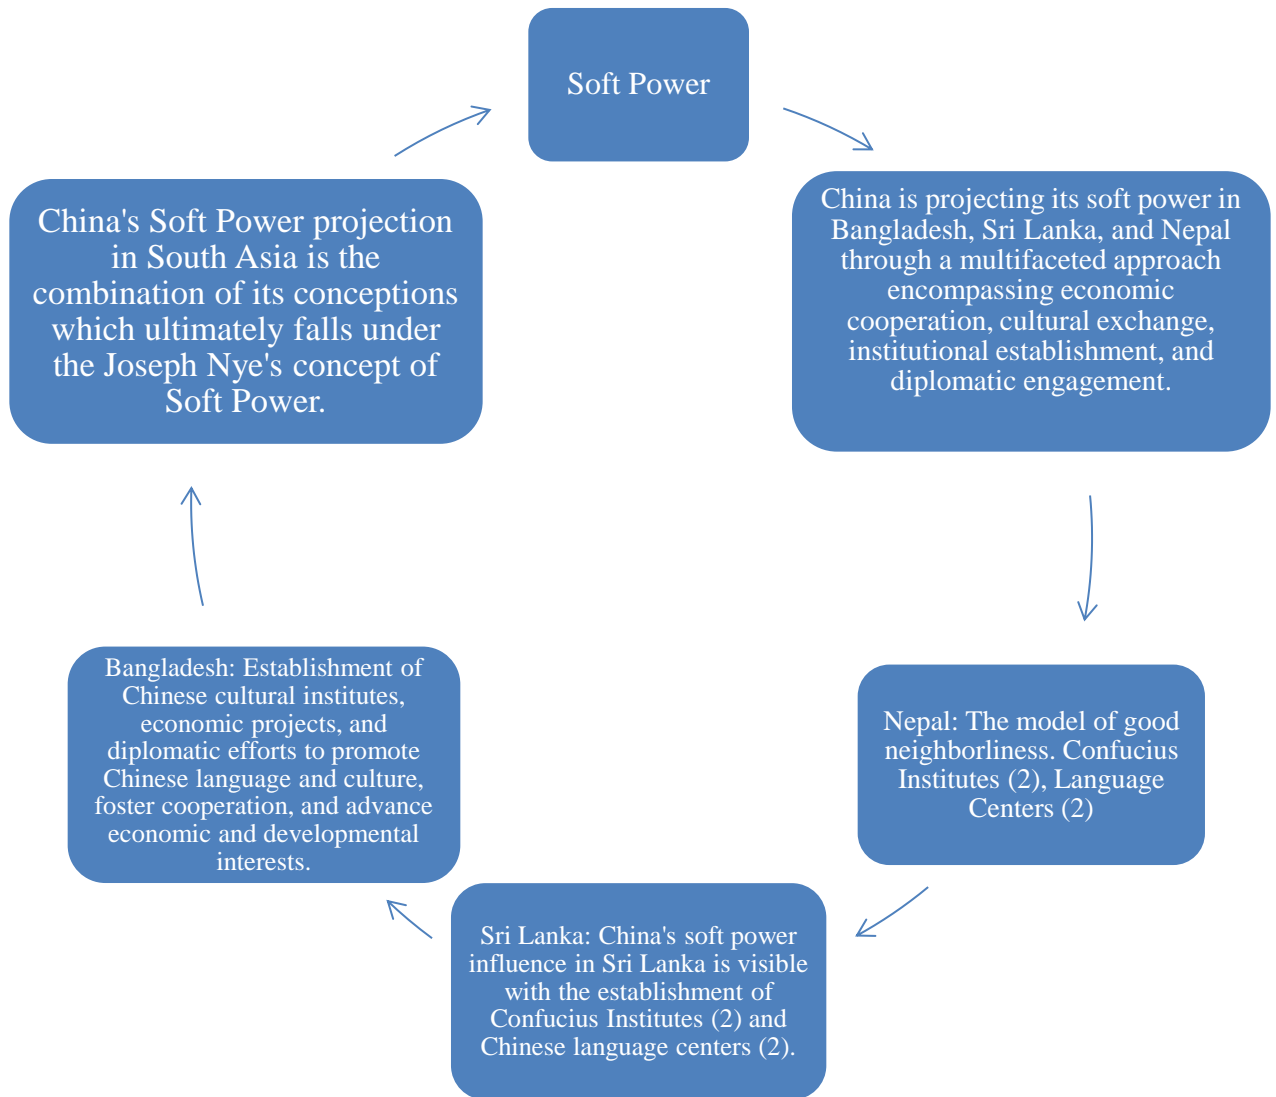 Soft Power
China is projecting its soft power in
Bangladesh, Sri Lanka, and Nepal
through a multifaceted approach
encompassing economic
cooperation, cultural exchange,
institutional establishment, and
diplomatic engagement.
Nepal: The model of good
neighborliness. Confucius
Institutes (2), Language
Centers (2)
Sri Lanka: China's soft power
influence in Sri Lanka is visible
with the establishment of
Confucius Institutes (2) and
Chinese language centers (2).
Bangladesh: Establishment of
Chinese cultural institutes,
economic projects, and
diplomatic efforts to promote
Chinese language and culture,
foster cooperation, and advance
economic and developmental
interests.
China's Soft Power projection
in South Asia is the
combination of its conceptions
which ultimately falls under
the Joseph Nye's concept of
Soft Power.